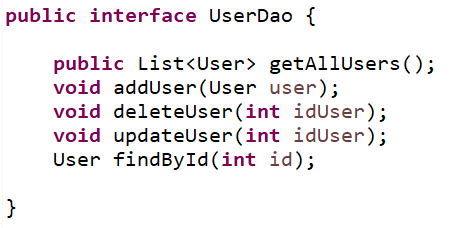 public interface UserDao {
public List<User> getAllUsers();
void addUser(User user);
void deleteUser(int idUser);
void updateUser(int idUser);
User findById(int id);
}